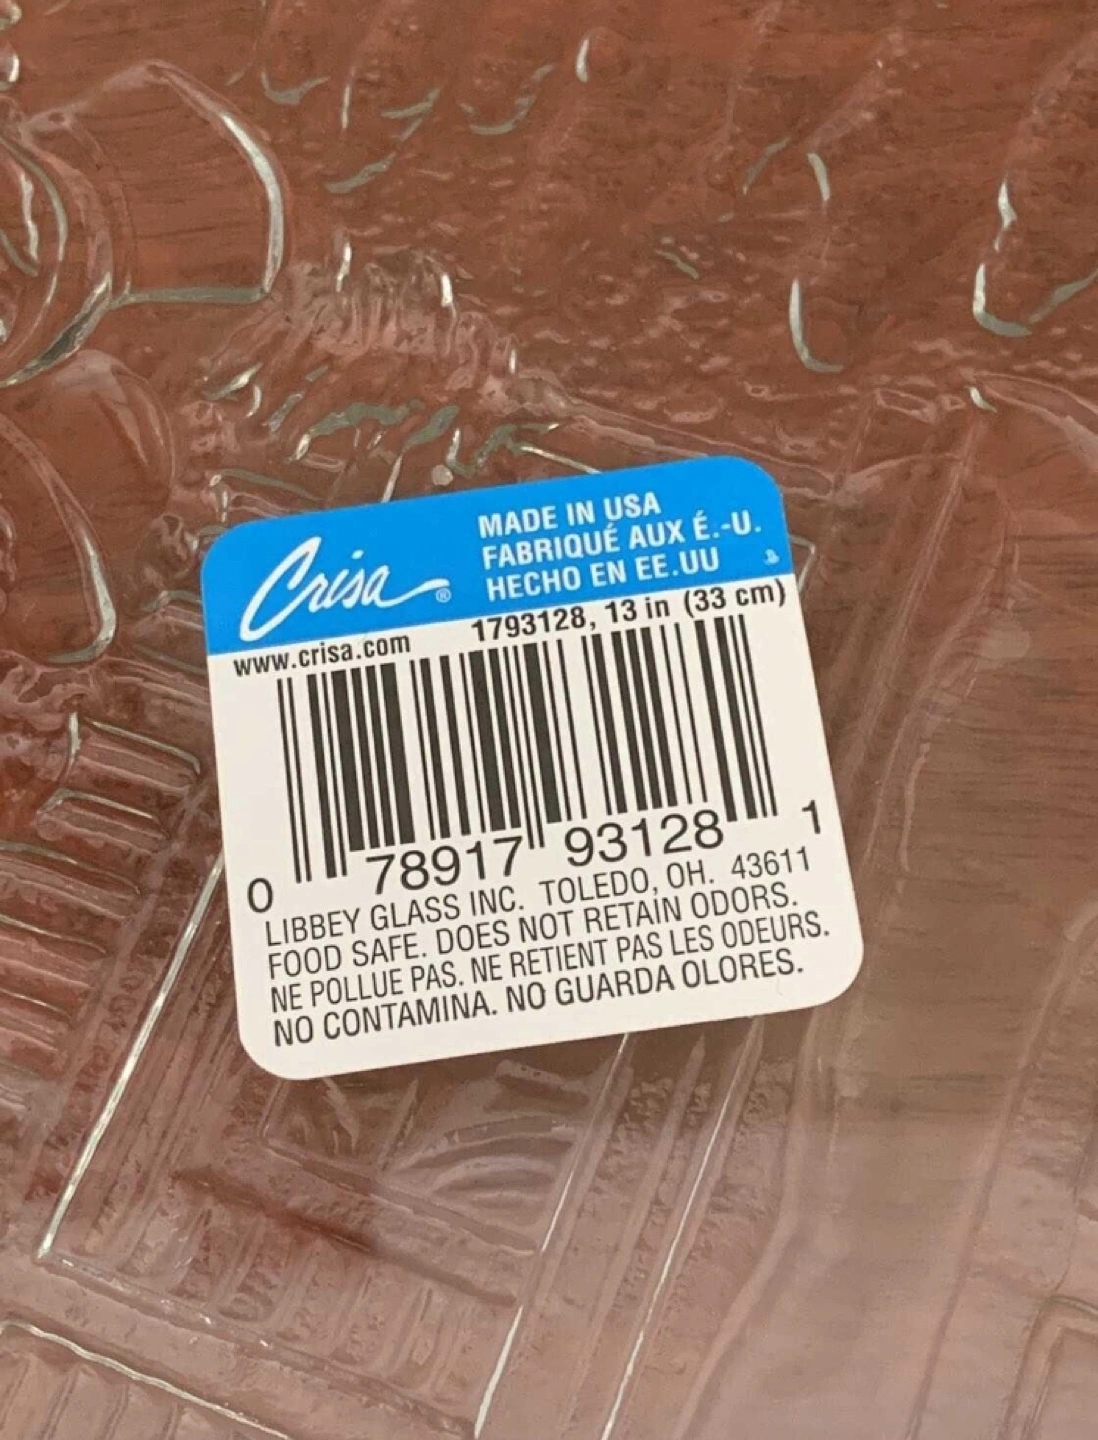 Crisa®
MADE IN USA
FABRIQUÉ AUX É.-U.
HECHO EN EE.UU
www.crisa.com
1793128, 13 in (33 cm)
0 78917 93128 1
LIBBEY GLASS INC. TOLEDO, OH. 43611
FOOD SAFE. DOES NOT RETAIN ODORS.
NE POLLUE PAS. NE RETIENT PAS LES ODEURS.
NO CONTAMINA. NO GUARDA OLORES.